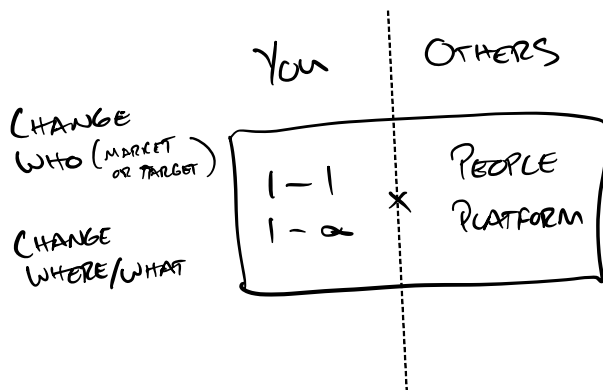 You
OTHERS
CHANGE
WHO (MARKET
OR TARGET)
1 - 1
1 - ∝
×
PEOPLE
PLATFORM
CHANGE
WHERE/WHAT